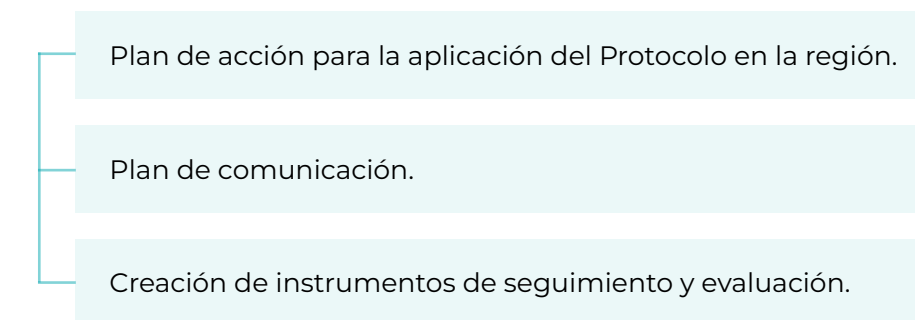 Plan de acción para la aplicación del Protocolo en la región.
Plan de comunicación.
Creación de instrumentos de seguimiento y evaluación.